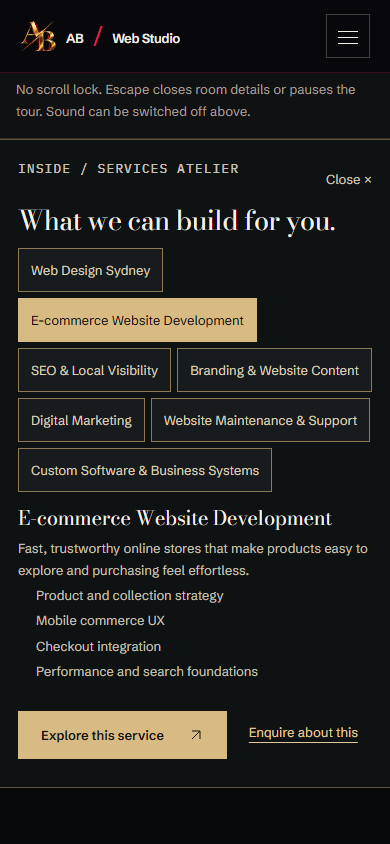 AB AB / Web Studio
No scroll lock. Escape closes room details or pauses the
tour. Sound can be switched off above.
INSIDE / SERVICES ATELIER
Close ×
What we can build for you.
Web Design Sydney
E-commerce Website Development
SEO & Local Visibility
Branding & Website Content
Digital Marketing
Website Maintenance & Support
Custom Software & Business Systems
E-commerce Website Development
Fast, trustworthy online stores that make products easy to
explore and purchasing feel effortless.
Product and collection strategy
Mobile commerce UX
Checkout integration
Performance and search foundations
Explore this service
Enquire about this